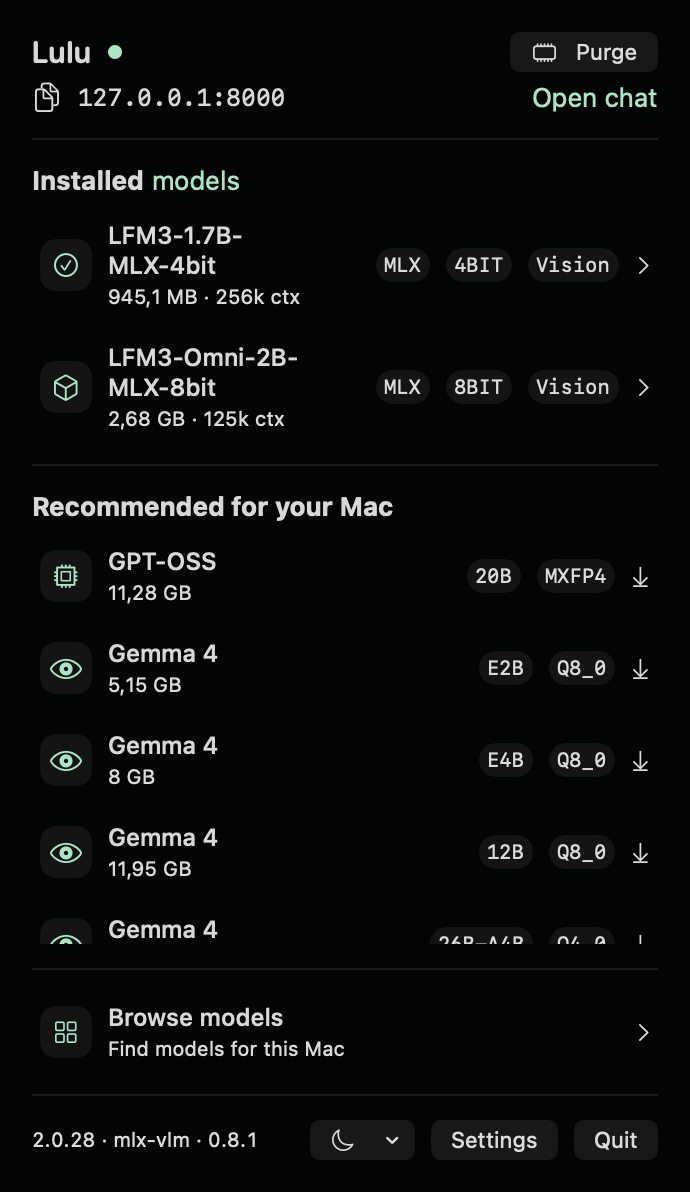 Lulu
Purge
127.0.0.1:8000
Open chat
Installed models
LFM3-1.7B-
MLX-4bit
945,1 MB · 256k ctx
MLX
4BIT
Vision
LFM3-Omni-2B-
MLX-8bit
2,68 GB · 125k ctx
MLX
8BIT
Vision
Recommended for your Mac
GPT-OSS
11,28 GB
20B
MXFP4
Gemma 4
5,15 GB
E2B
Q8_0
Gemma 4
8 GB
E4B
Q8_0
Gemma 4
11,95 GB
12B
Q8_0
Gemma 4
26B-A4B
Q4_0
Browse models
Find models for this Mac
2.0.28 · mlx-vlm · 0.8.1
Settings
Quit